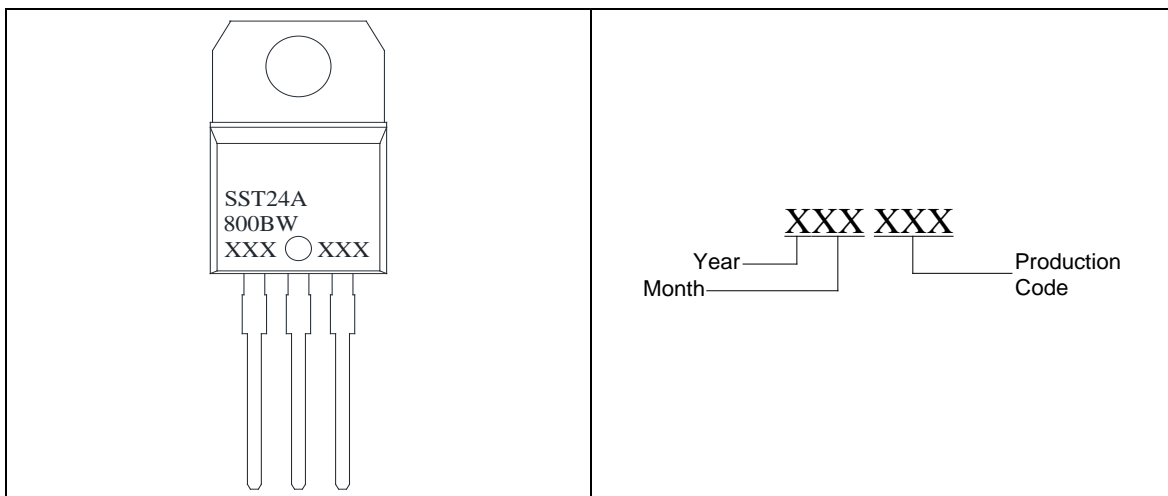 SST24A
800BW
XXX XXX
XXX XXX
Year
Month
Production
Code